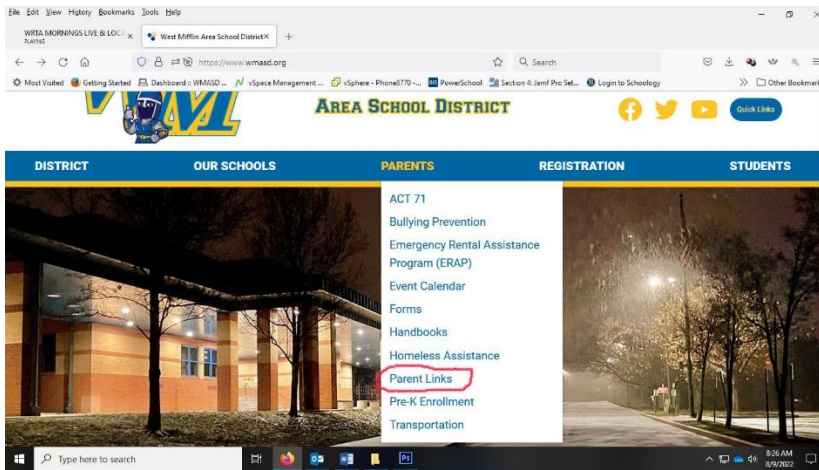 File Edit View History Bookmarks Tools Help
WRTA MORNINGS LIVE & LOC
PLAYING
West Mifflin Area School District
https://www.wmasd.org
Search
Most Visited Getting Started Dashboard :: WMASD ... vSpace Management ... vSphere - Phone8770 -... PowerSchool Section 4: Jamf Pro Set... Login to Schoology Other Bookmark
WM
AREA SCHOOL DISTRICT
Quick Links
DISTRICT OUR SCHOOLS PARENTS REGISTRATION STUDENTS
ACT 71
Bullying Prevention
Emergency Rental Assistance
Program (ERAP)
Event Calendar
Forms
Handbooks
Homeless Assistance
Parent Links
Pre-K Enrollment
Transportation
Type here to search
8:26 AM
8/9/2022